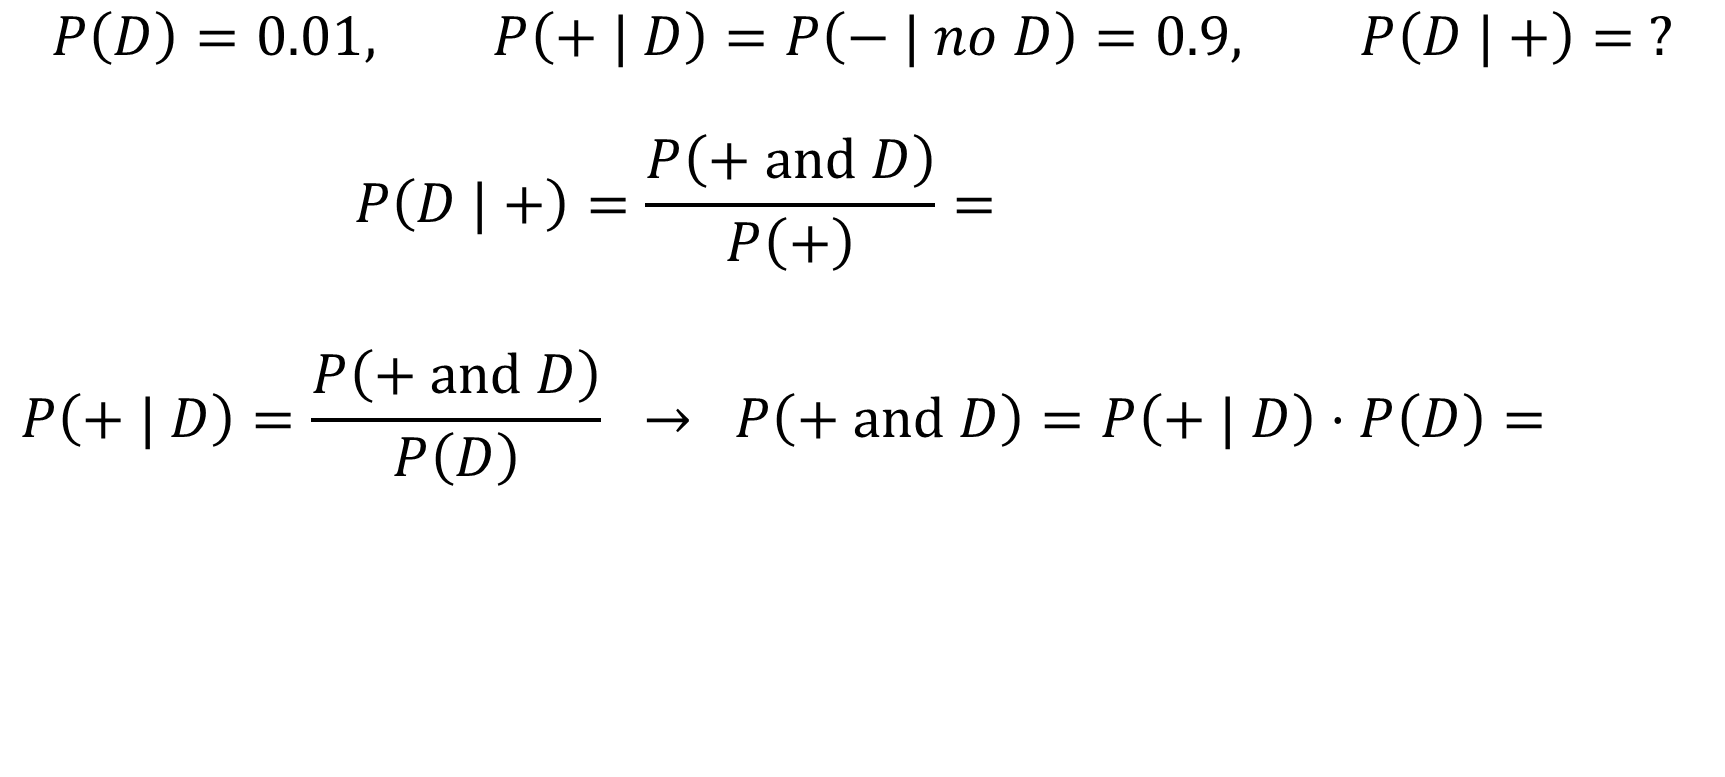 P(D) = 0.01, P(+ | D) = P(− | no D) = 0.9, P(D | +) = ?
P(D | +) = P(+ and D) / P(+) =
P(+ | D) = P(+ and D) / P(D) → P(+ and D) = P(+ | D) · P(D) =